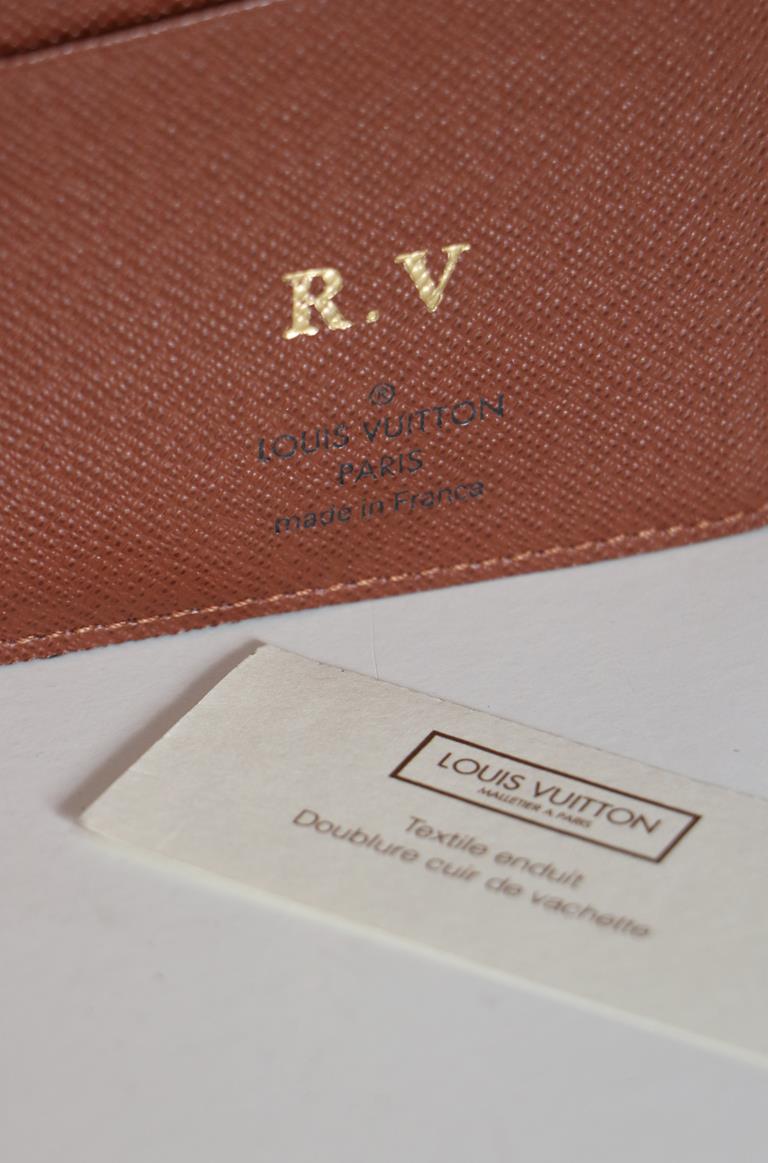 R. V
®
LOUIS VUITTON
PARIS
made in France
LOUIS VUITTON
MALLETIER A PARIS
Textile enduit
Doublure cuir de vachette